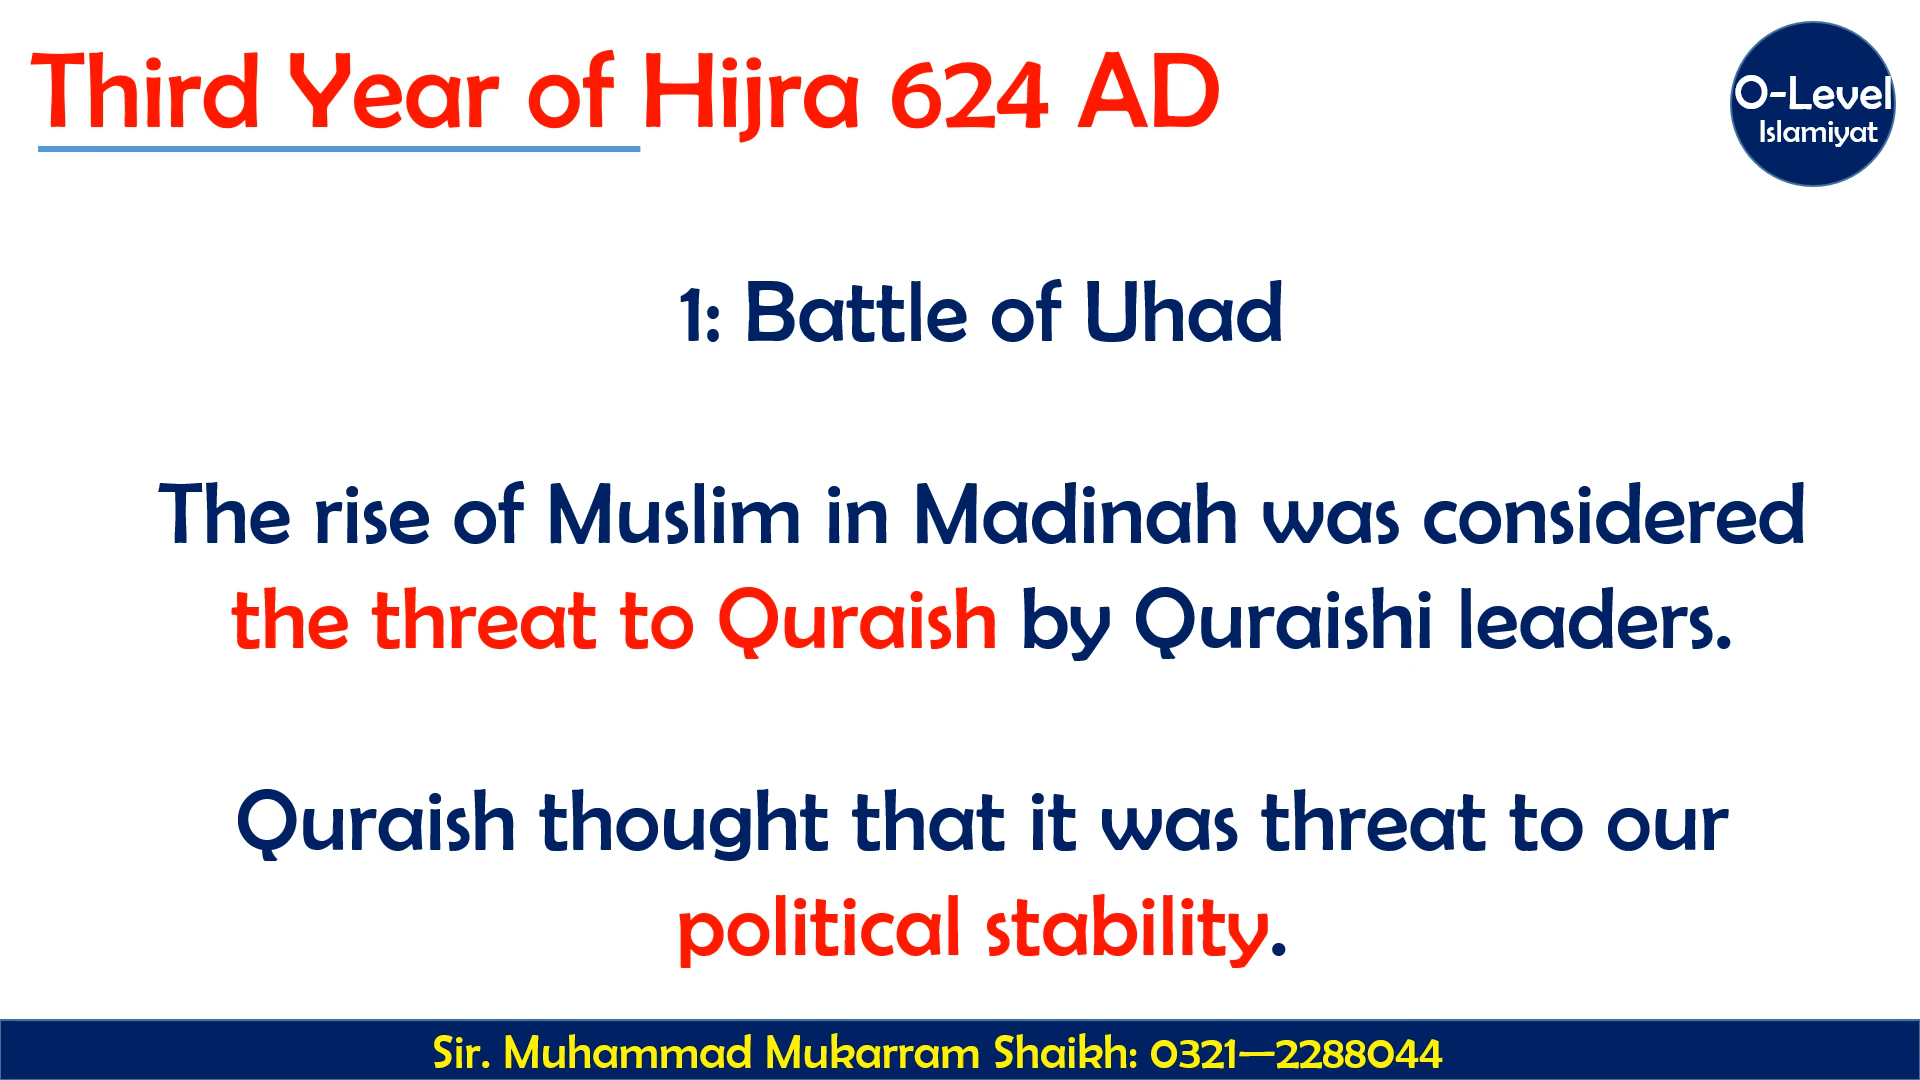 Third Year of Hijra 624 AD
O-Level
Islamiyat
1: Battle of Uhad
The rise of Muslim in Madinah was considered
the threat to Quraish by Quraishi leaders.
Quraish thought that it was threat to our
political stability.
Sir. Muhammad Mukarram Shaikh: 0321—2288044